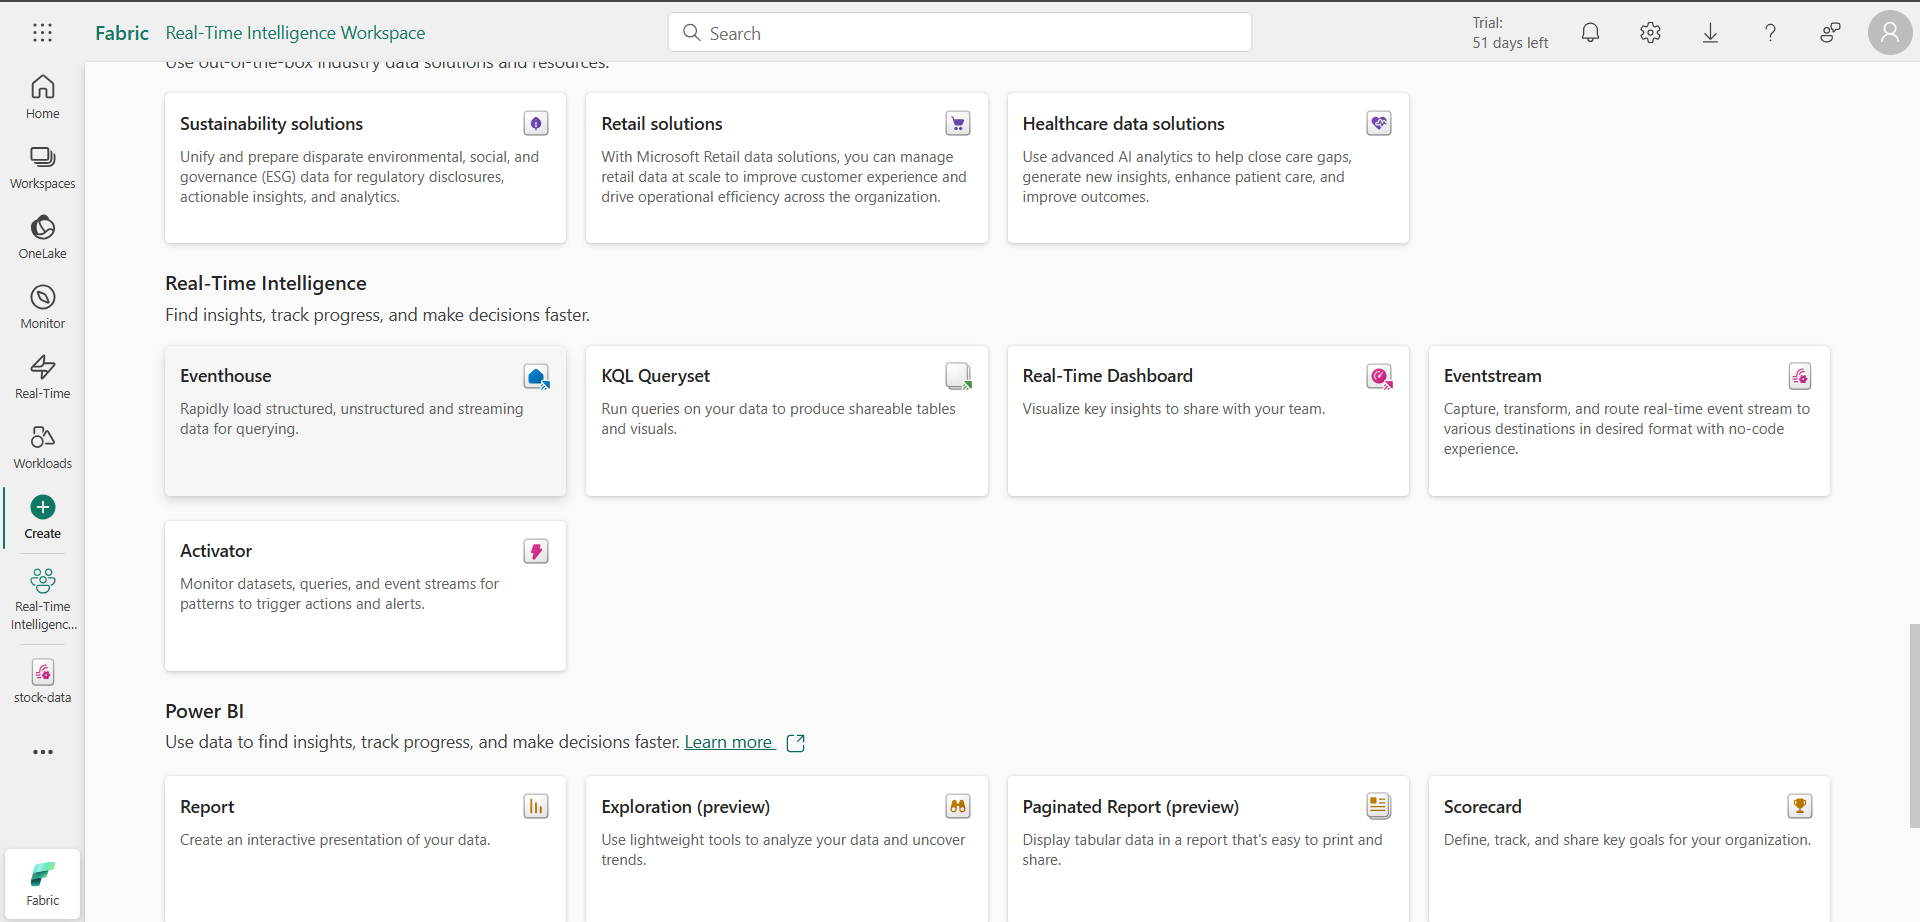 Fabric Real-Time Intelligence Workspace
Search
Trial:
51 days left
Home
Workspaces
OneLake
Monitor
Real-Time
Workloads
Create
Real-Time
Intelligenc...
stock-data
Fabric
Use out-of-the-box industry data solutions and resources.
Sustainability solutions
Unify and prepare disparate environmental, social, and
governance (ESG) data for regulatory disclosures,
actionable insights, and analytics.
Retail solutions
With Microsoft Retail data solutions, you can manage
retail data at scale to improve customer experience and
drive operational efficiency across the organization.
Healthcare data solutions
Use advanced AI analytics to help close care gaps,
generate new insights, enhance patient care, and
improve outcomes.
Real-Time Intelligence
Find insights, track progress, and make decisions faster.
Eventhouse
Rapidly load structured, unstructured and streaming
data for querying.
KQL Queryset
Run queries on your data to produce shareable tables
and visuals.
Real-Time Dashboard
Visualize key insights to share with your team.
Eventstream
Capture, transform, and route real-time event stream to
various destinations in desired format with no-code
experience.
Activator
Monitor datasets, queries, and event streams for
patterns to trigger actions and alerts.
Power BI
Use data to find insights, track progress, and make decisions faster. Learn more
Report
Create an interactive presentation of your data.
Exploration (preview)
Use lightweight tools to analyze your data and uncover
trends.
Paginated Report (preview)
Display tabular data in a report that's easy to print and
share.
Scorecard
Define, track, and share key goals for your organization.